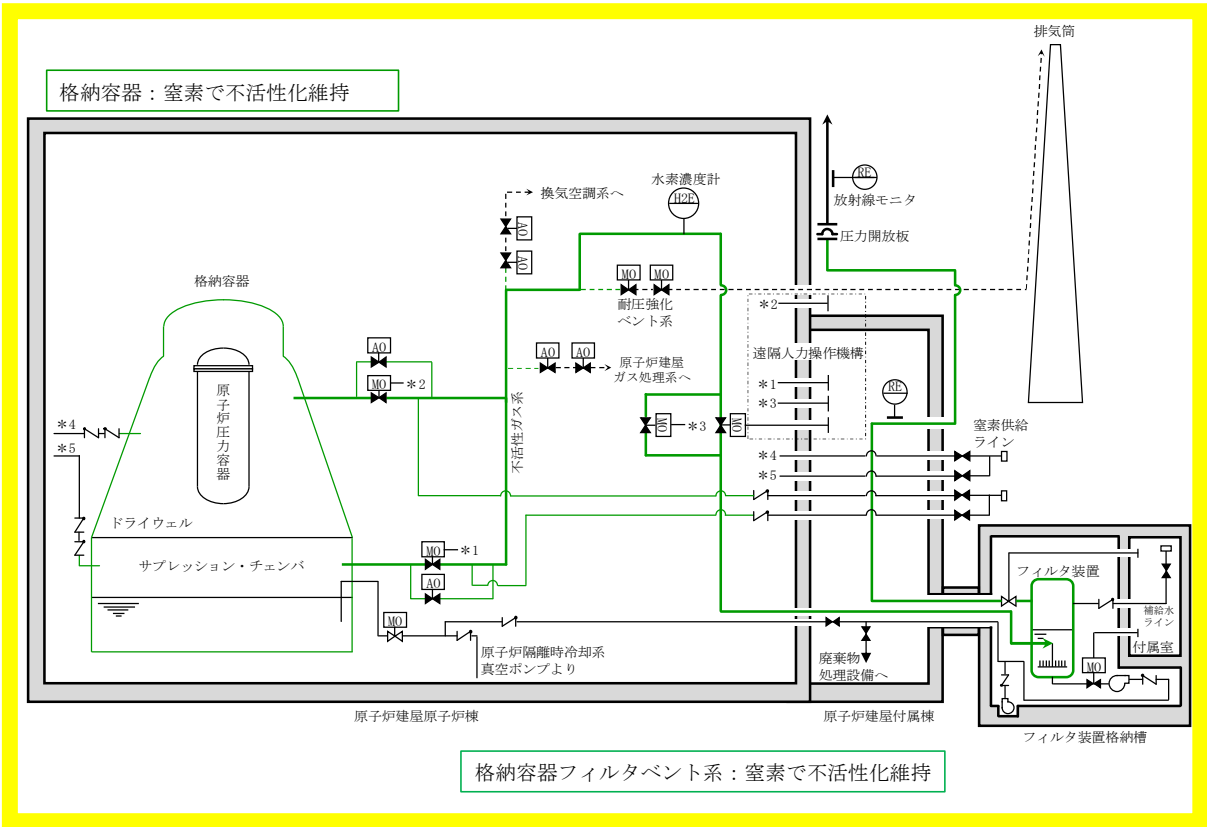 排気筒
格納容器：窒素で不活性化維持
水素濃度計
H2E
換気空調系へ
RE
放射線モニタ
AO
圧力開放板
AO
格納容器
MO
MO
耐圧強化
ベント系
＊2
遠隔人力操作機構
AO
AO
AO
原子炉建屋
ガス処理系へ
MO
＊2
＊1
RE
原子炉圧力容器
不活性ガス系
＊3
＊4
MO
＊3
MO
窒素供給
ライン
＊5
＊4
＊5
ドライウェル
MO
＊1
サプレッション・チェンバ
AO
フィルタ装置
MO
補給水
ライン
原子炉隔離時冷却系
真空ポンプより
廃棄物
処理設備へ
付属室
MO
原子炉建屋原子炉棟
原子炉建屋付属棟
フィルタ装置格納槽
格納容器フィルタベント系：窒素で不活性化維持